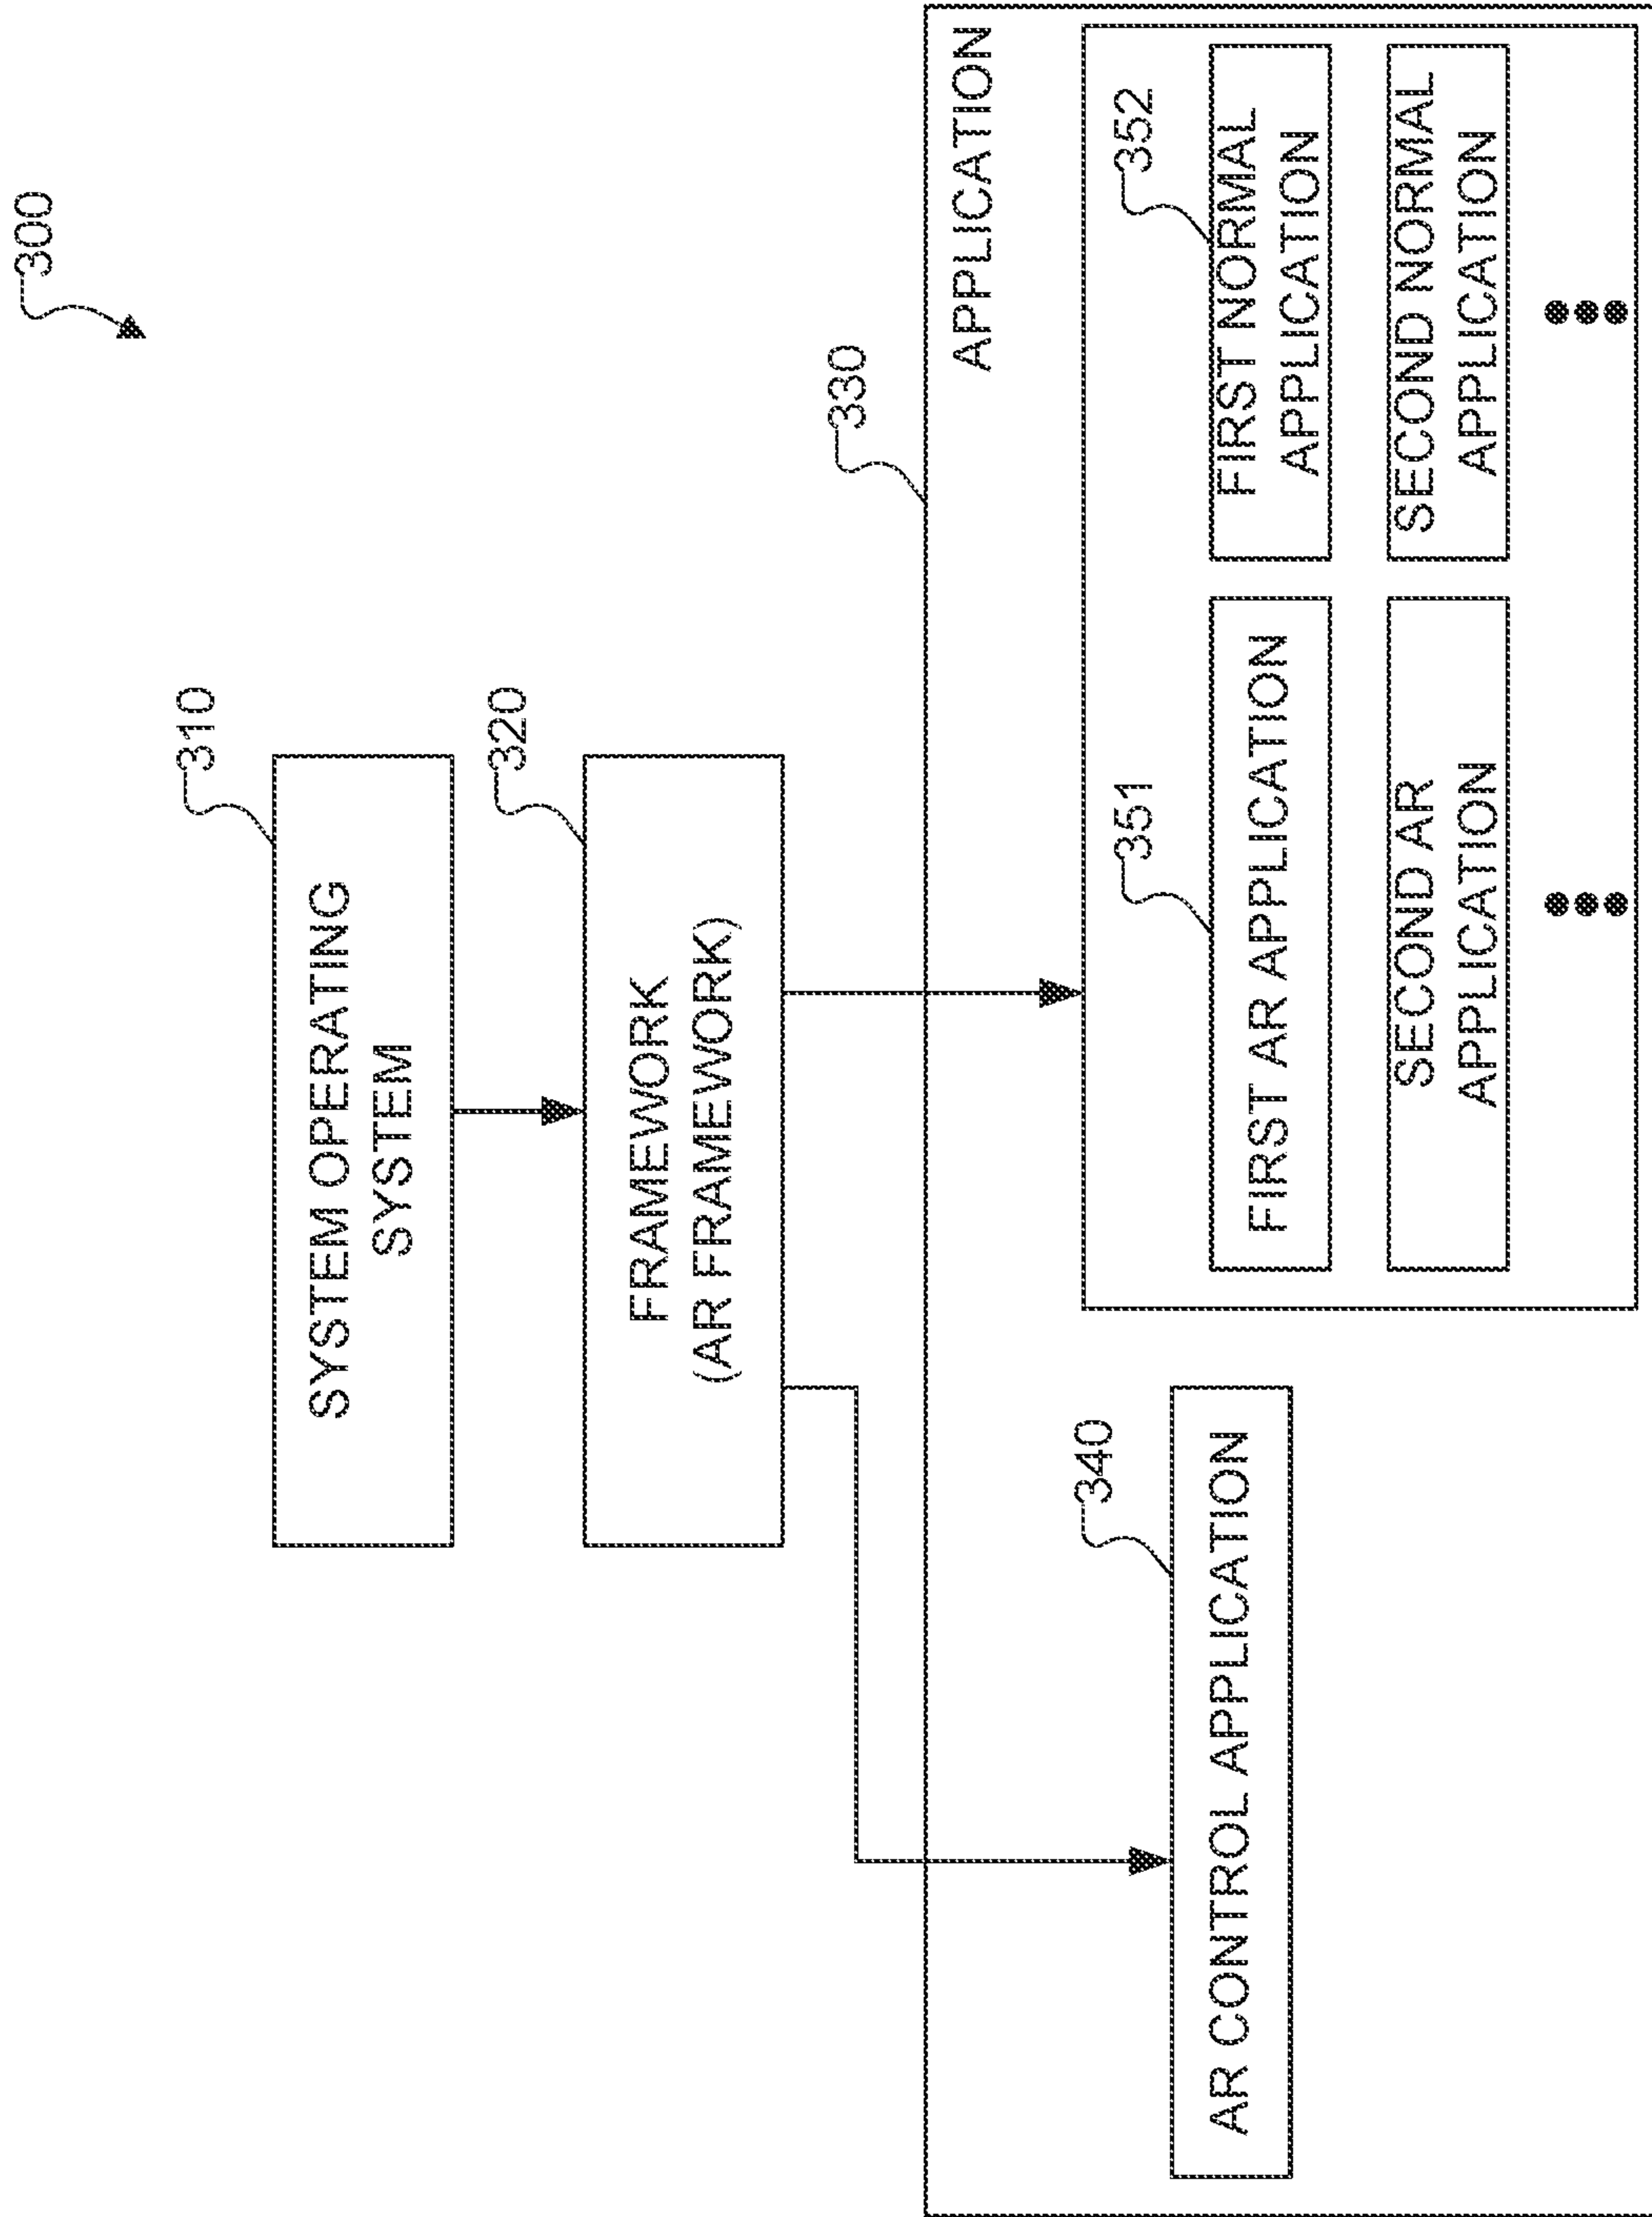 300
310
SYSTEM OPERATING
SYSTEM
320
FRAMEWORK
(AR FRAMEWORK)
330
APPLICATION
340
AR CONTROL APPLICATION
351
FIRST AR APPLICATION
352
FIRST NORMAL
APPLICATION
SECOND AR
APPLICATION
SECOND NORMAL
APPLICATION